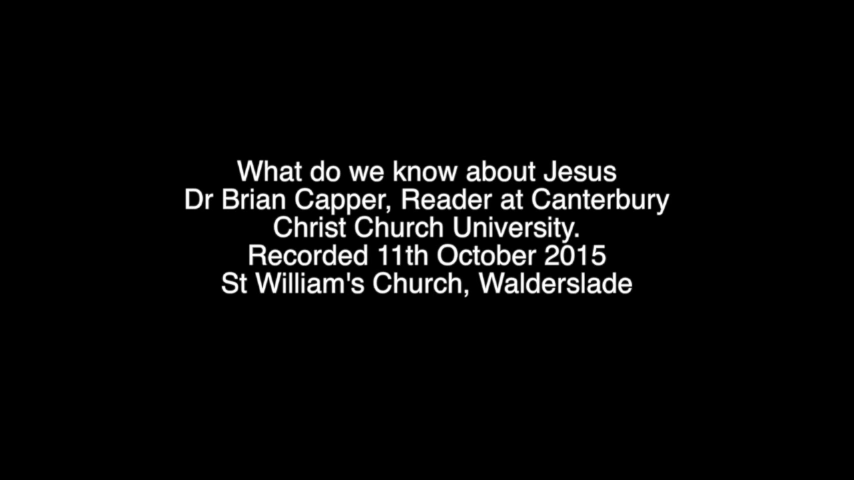 What do we know about Jesus
Dr Brian Capper, Reader at Canterbury
Christ Church University.
Recorded 11th October 2015
St William's Church, Walderslade